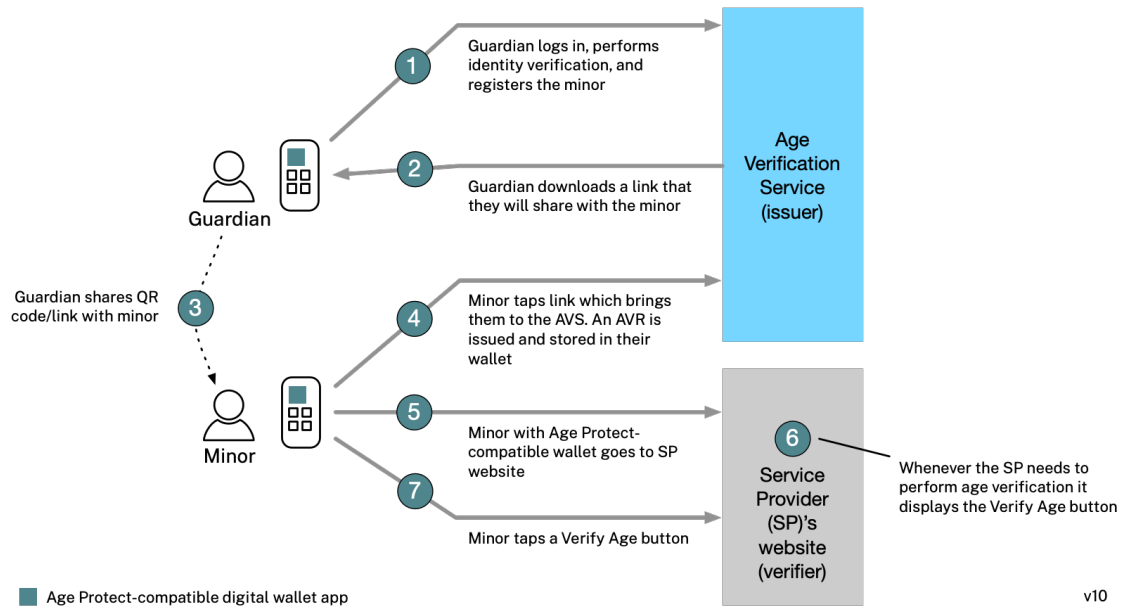 1
Guardian logs in, performs
identity verification, and
registers the minor
Age
Verification
Service
(issuer)
2
Guardian downloads a link that
they will share with the minor
Guardian
Guardian shares QR
code/link with minor
3
4
Minor taps link which brings
them to the AVS. An AVR is
issued and stored in their
wallet
Minor
5
Minor with Age Protect-
compatible wallet goes to SP
website
6
Service
Provider
(SP)'s
website
(verifier)
Whenever the SP needs to
perform age verification it
displays the Verify Age button
7
Minor taps a Verify Age button
Age Protect-compatible digital wallet app
v10